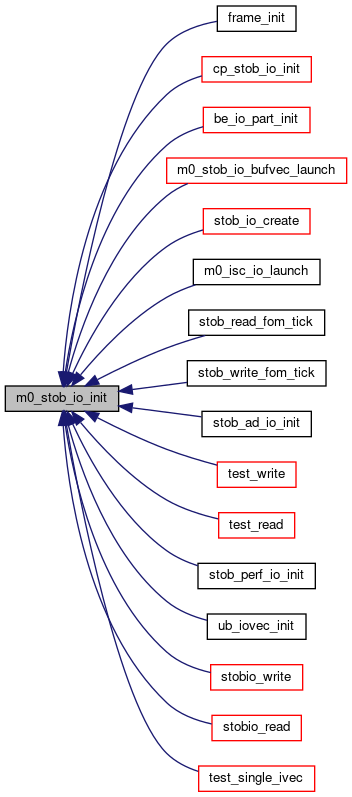 frame_init
cp_stob_io_init
be_io_part_init
m0_stob_io_bufvec_launch
stob_io_create
m0_isc_io_launch
stob_read_fom_tick
stob_write_fom_tick
m0_stob_io_init
stob_ad_io_init
test_write
test_read
stob_perf_io_init
ub_iovec_init
stobio_write
stobio_read
test_single_ivec